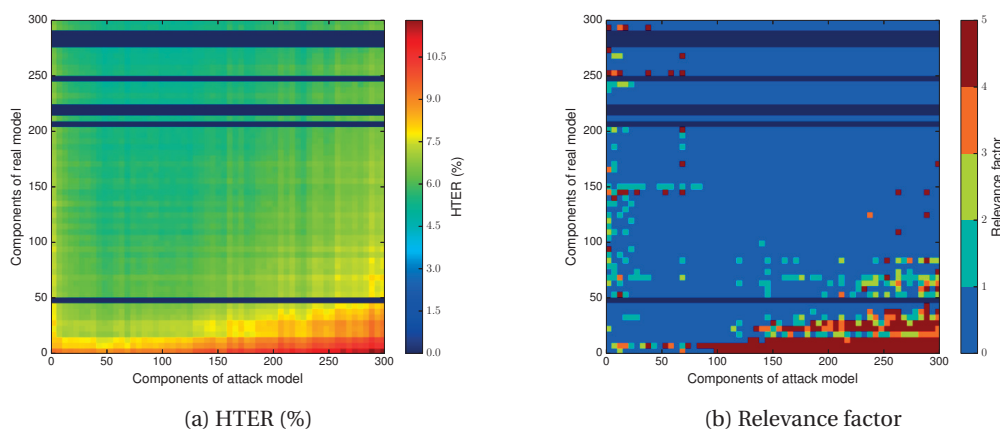 300
250
200
150
100
50
0
Components of real model
0 50 100 150 200 250 300
Components of attack model
10.5
9.0
7.5
6.0
4.5
3.0
1.5
0.0
HTER (%)
(a) HTER (%)
300
250
200
150
100
50
0
Components of real model
0 50 100 150 200 250 300
Components of attack model
5
4
3
2
1
0
Relevance factor
(b) Relevance factor